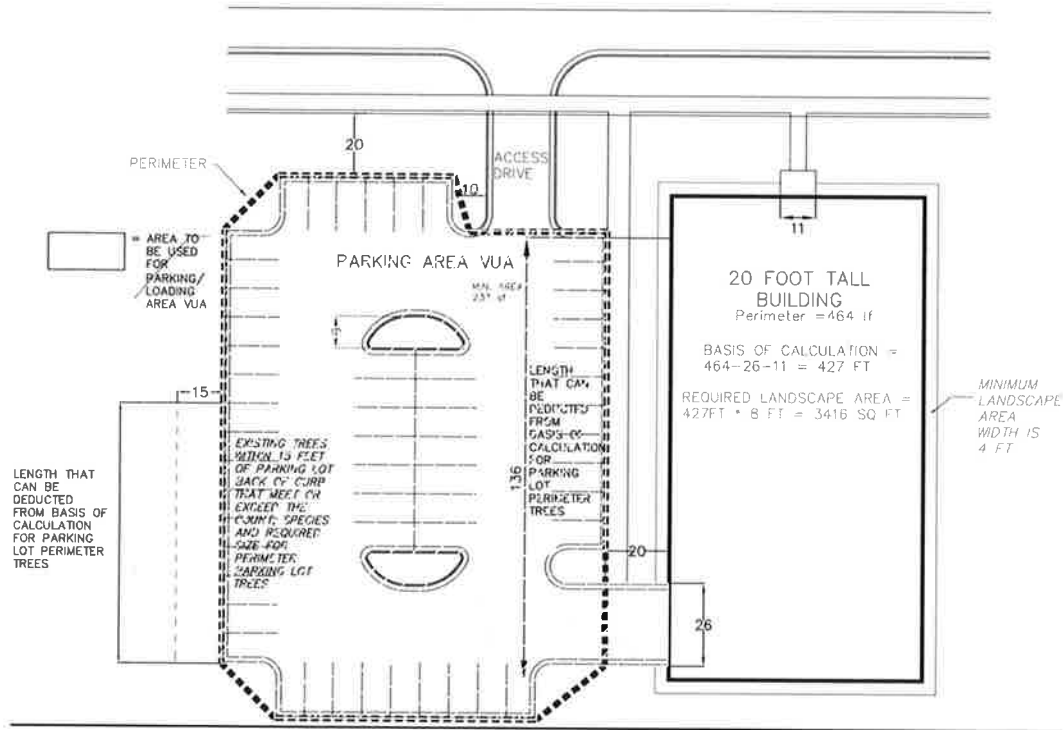 20
PERIMETER
ACCESS
DRIVE
10
11
= AREA TO
BE USED
FOR
PARKING/
LOADING
AREA VUA
PARKING AREA VUA
MIN. AREA
20 FOOT TALL
BUILDING
Perimeter =464 lf
BASIS OF CALCULATION =
464-26-11 = 427 FT
REQUIRED LANDSCAPE AREA =
427FT * 8 FT = 3416 SQ FT
MINIMUM
LANDSCAPE
AREA
WIDTH IS
4 FT
15
LENGTH THAT
CAN BE
DEDUCTED
FROM BASIS OF
CALCULATION
FOR PARKING
LOT PERIMETER
TREES
EXISTING TREES
WITHIN 15 FEET
OF PARKING LOT
BACK OF CURB
THAT MEET OR
EXCEED THE
COUNT, SPECIES
AND REQUIRED
SIZE FOR
PERIMETER
PARKING LOT
TREES
LENGTH
THAT CAN
BE
DEDUCTED
FROM
BASIS OF
CALCULATION
FOR
PARKING
LOT
PERIMETER
TREES
136
20
26